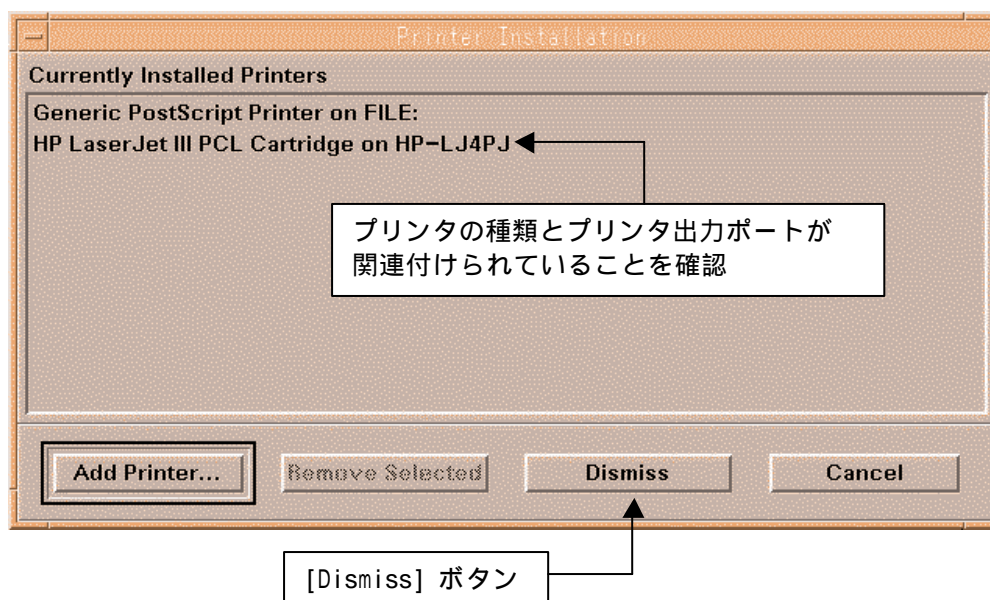 Printer Installation
Currently Installed Printers
Generic PostScript Printer on FILE:
HP LaserJet III PCL Cartridge on HP-LJ4PJ
プリンタの種類とプリンタ出力ポートが
関連付けられていることを確認
Add Printer... Remove Selected Dismiss Cancel
[Dismiss] ボタン